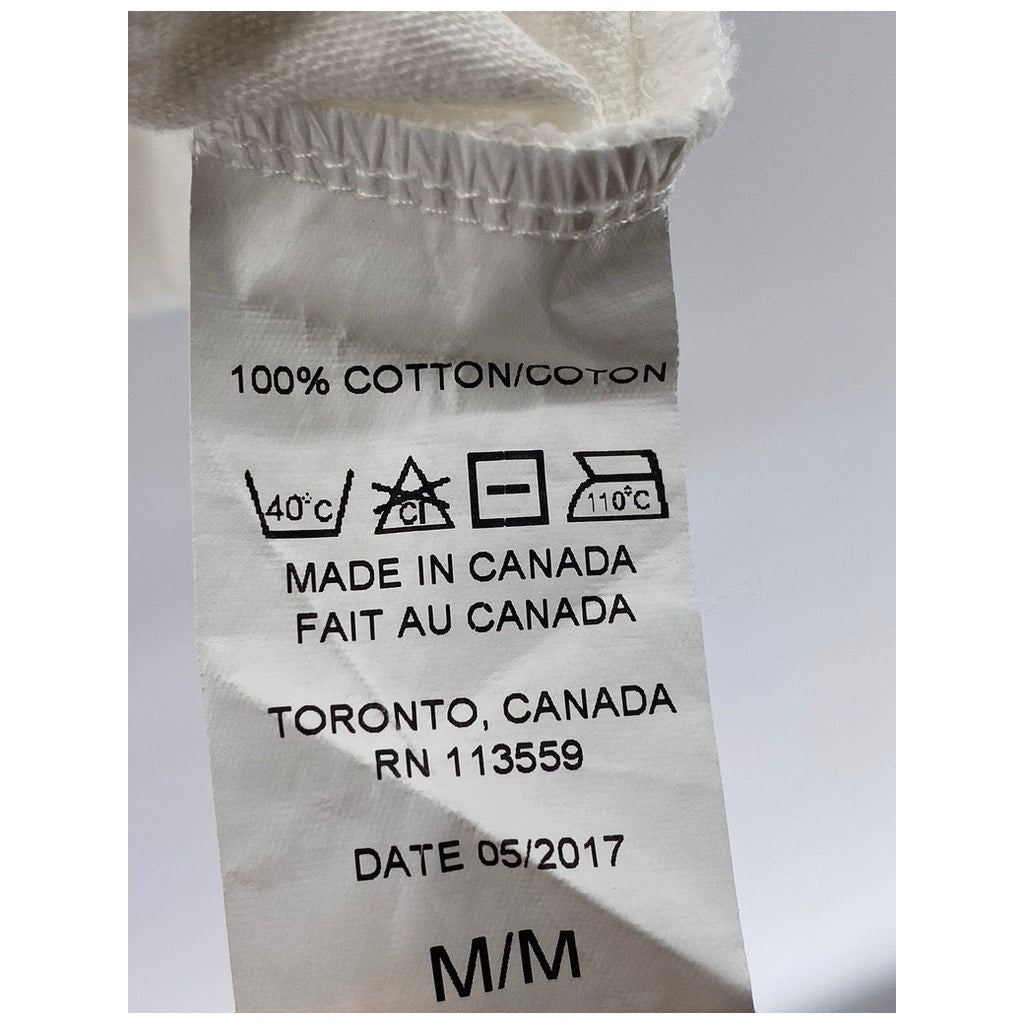 100% COTTON/COTON
40°C CL 110°C
MADE IN CANADA
FAIT AU CANADA
TORONTO, CANADA
RN 113559
DATE 05/2017
M/M